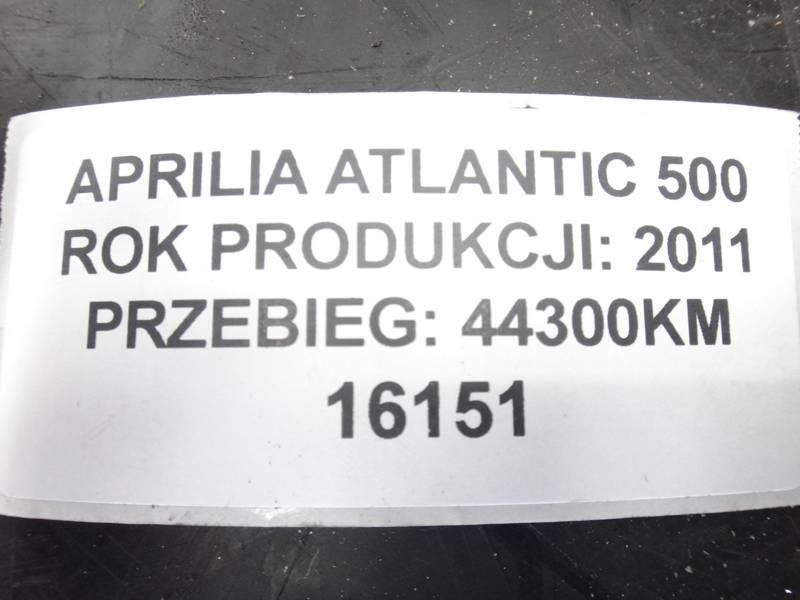 APRILIA ATLANTIC 500
ROK PRODUKCJI: 2011
PRZEBIEG: 44300KM
16151